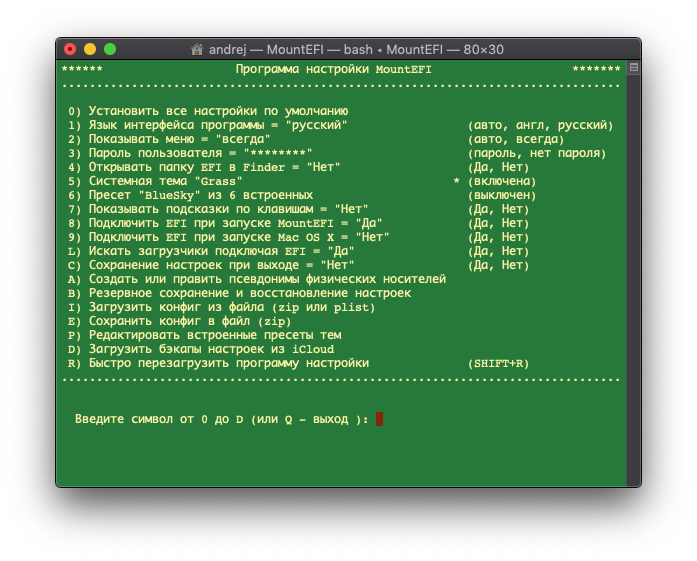 andrej — MountEFI — bash ◂ MountEFI — 80×30
****** Программа настройки MountEFI *******
................................................................................
0) Установить все настройки по умолчанию
1) Язык интерфейса программы = "русский" (авто, англ, русский)
2) Показывать меню = "всегда" (авто, всегда)
3) Пароль пользователя = "********" (пароль, нет пароля)
4) Открывать папку EFI в Finder = "Нет" (Да, Нет)
5) Системная тема "Grass" * (включена)
6) Пресет "BlueSky" из 6 встроенных (выключен)
7) Показывать подсказки по клавишам = "Нет" (Да, Нет)
8) Подключить EFI при запуске MountEFI = "Да" (Да, Нет)
9) Подключить EFI при запуске Mac OS X = "Нет" (Да, Нет)
L) Искать загрузчики подключая EFI = "Да" (Да, Нет)
C) Сохранение настроек при выходе = "Нет" (Да, Нет)
A) Создать или править псевдонимы физических носителей
B) Резервное сохранение и восстановление настроек
I) Загрузить конфиг из файла (zip или plist)
E) Сохранить конфиг в файл (zip)
P) Редактировать встроенные пресеты тем
D) Загрузить бэкапы настроек из iCloud
R) Быстро перезагрузить программу настройки (SHIFT+R)
................................................................................
Введите символ от 0 до D (или Q – выход ):